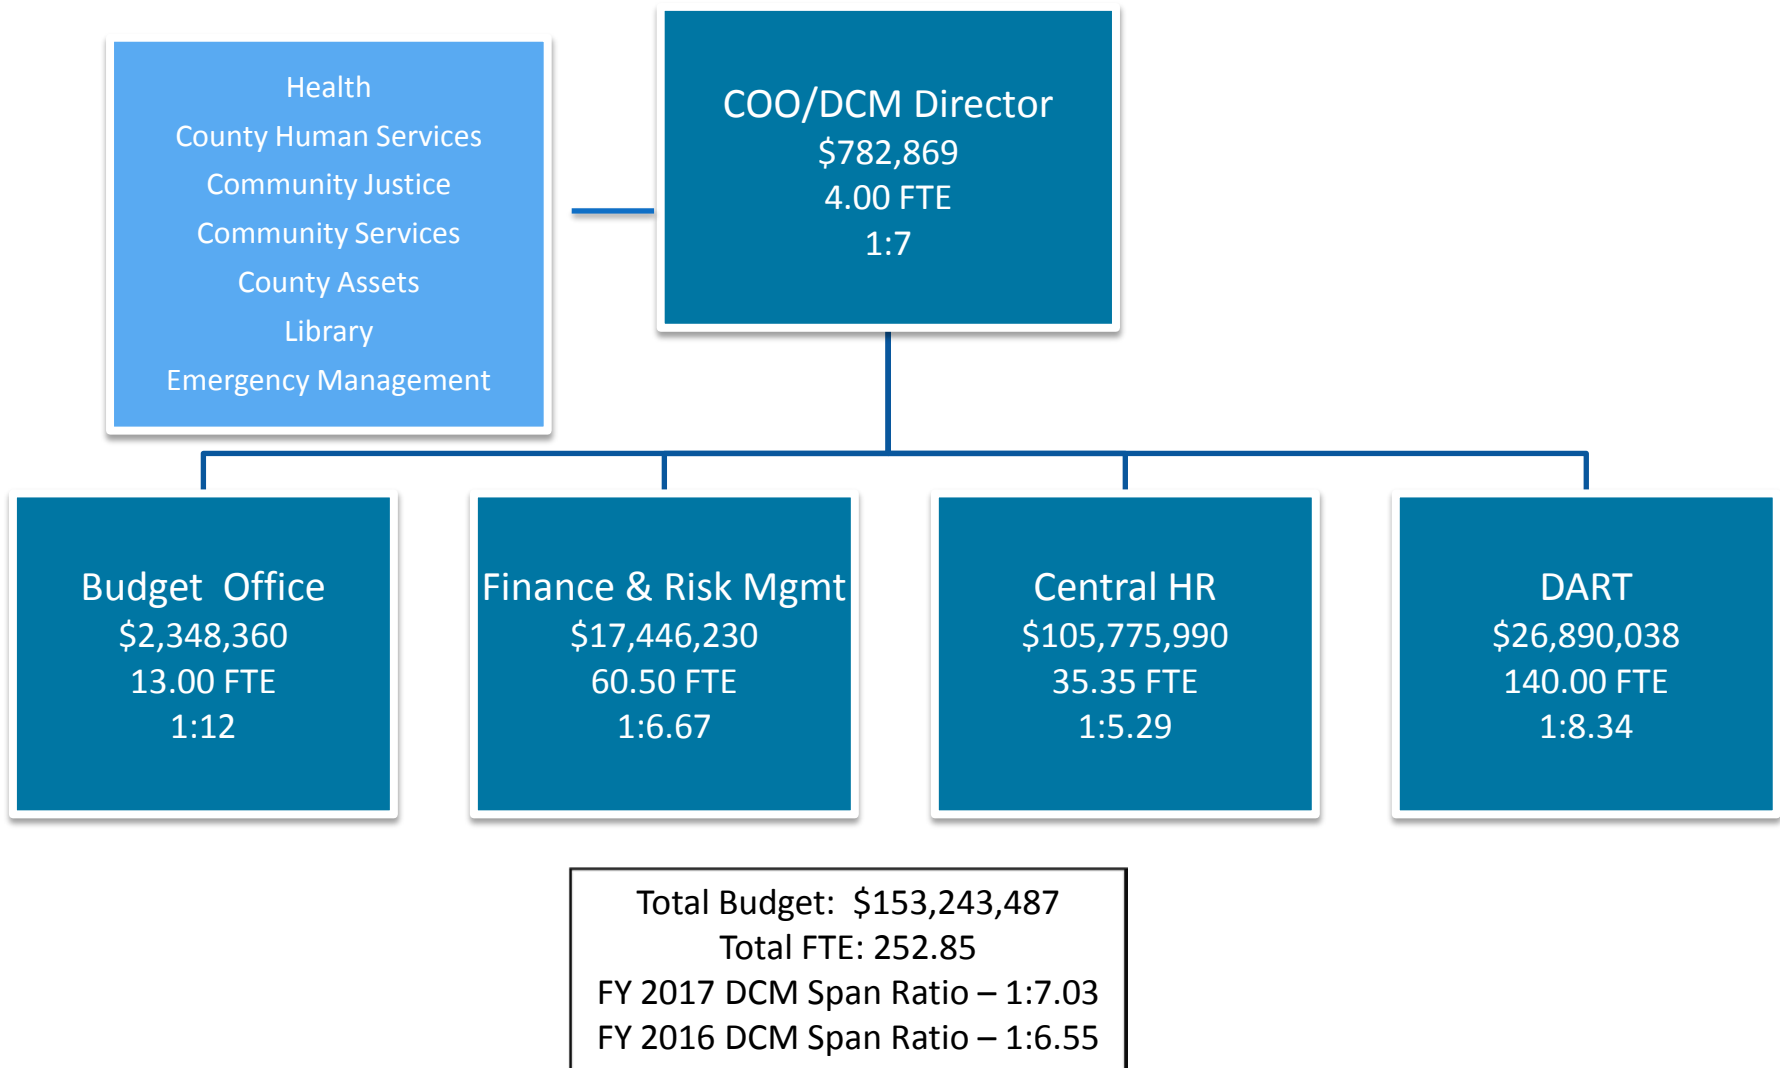 Health
County Human Services
Community Justice
Community Services
County Assets
Library
Emergency Management
COO/DCM Director
$782,869
4.00 FTE
1:7
Budget  Office
$2,348,360
13.00 FTE
1:12
Finance & Risk Mgmt
$17,446,230
60.50 FTE
1:6.67
Central HR
$105,775,990
35.35 FTE
1:5.29
DART
$26,890,038
140.00 FTE
1:8.34
Total Budget:  $153,243,487
Total FTE: 252.85
FY 2017 DCM Span Ratio – 1:7.03
FY 2016 DCM Span Ratio – 1:6.55